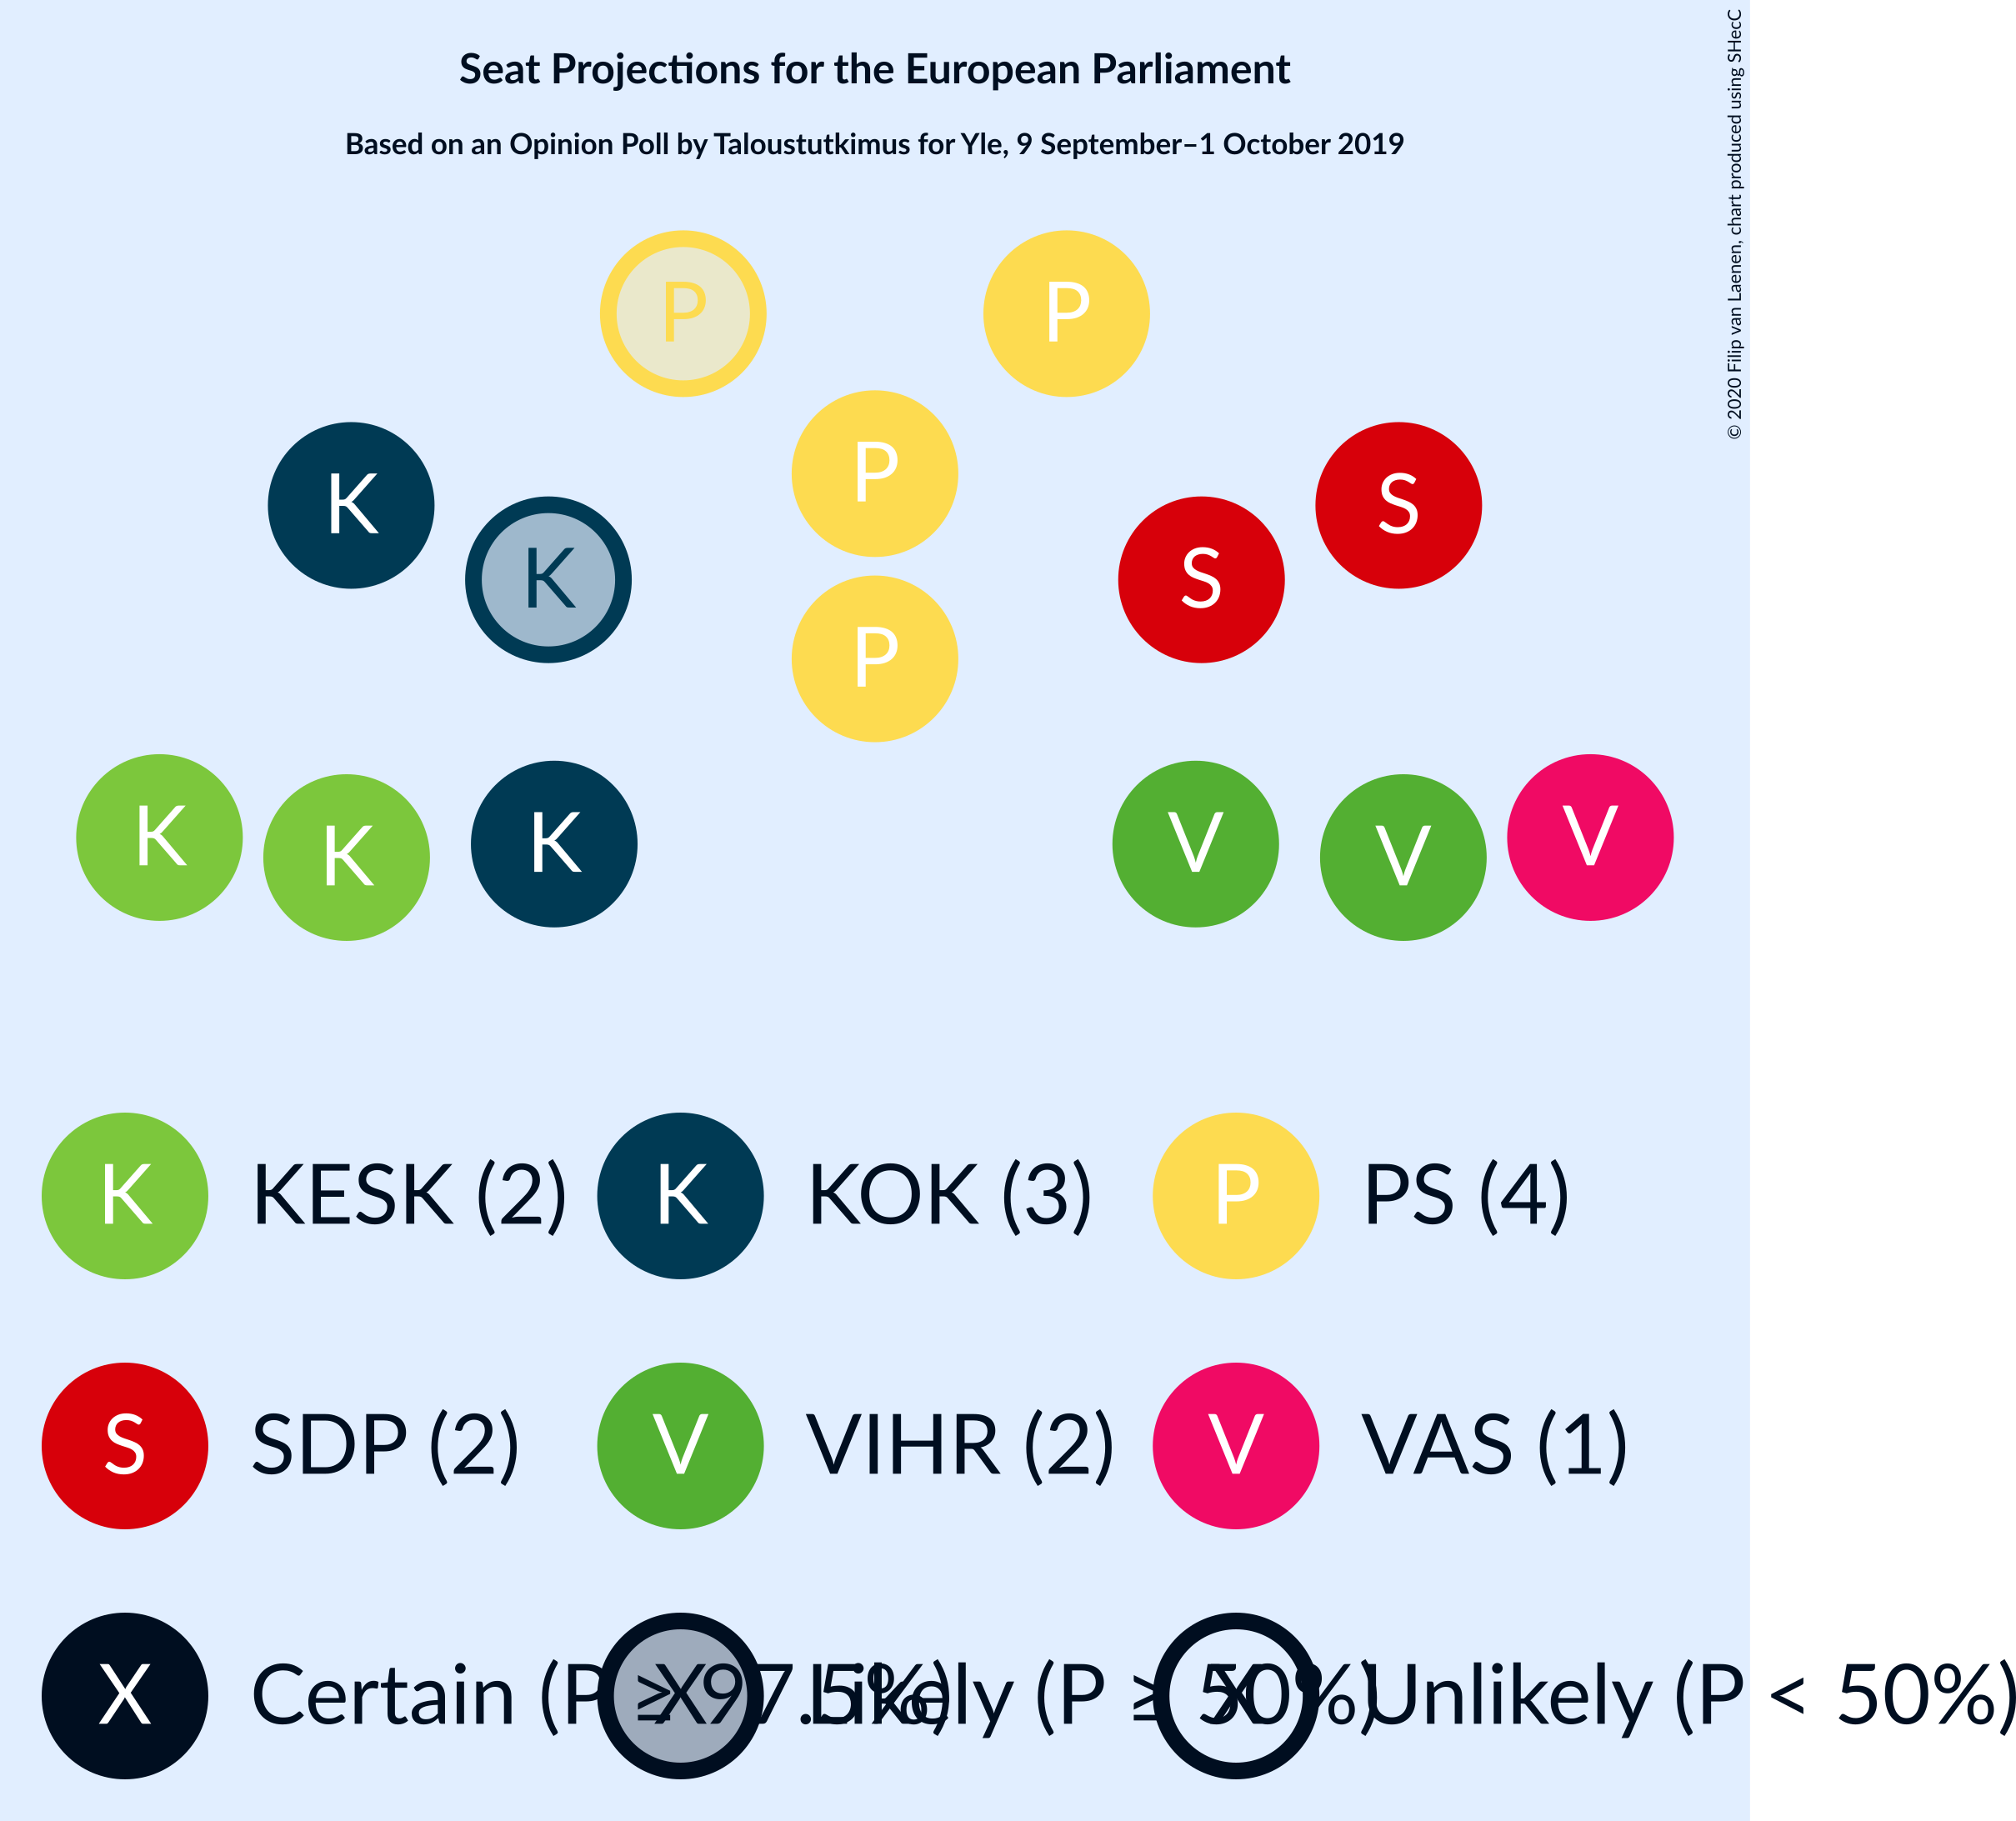 Seat Projections for the European Parliament
Based on an Opinion Poll by Taloustutkimus for Yle, 9 September–1 October 2019
© 2020 Filip van Laenen, chart produced using SHecC
P P
P
K S
K S
P
K V
K K V V
K KESK (2) K KOK (3) P PS (4)
S SDP (2) V VIHR (2) V VAS (1)
X Certain (P ≥ 97.5%) X Likely (P ≥ 50%) X Unlikely (P < 50%)